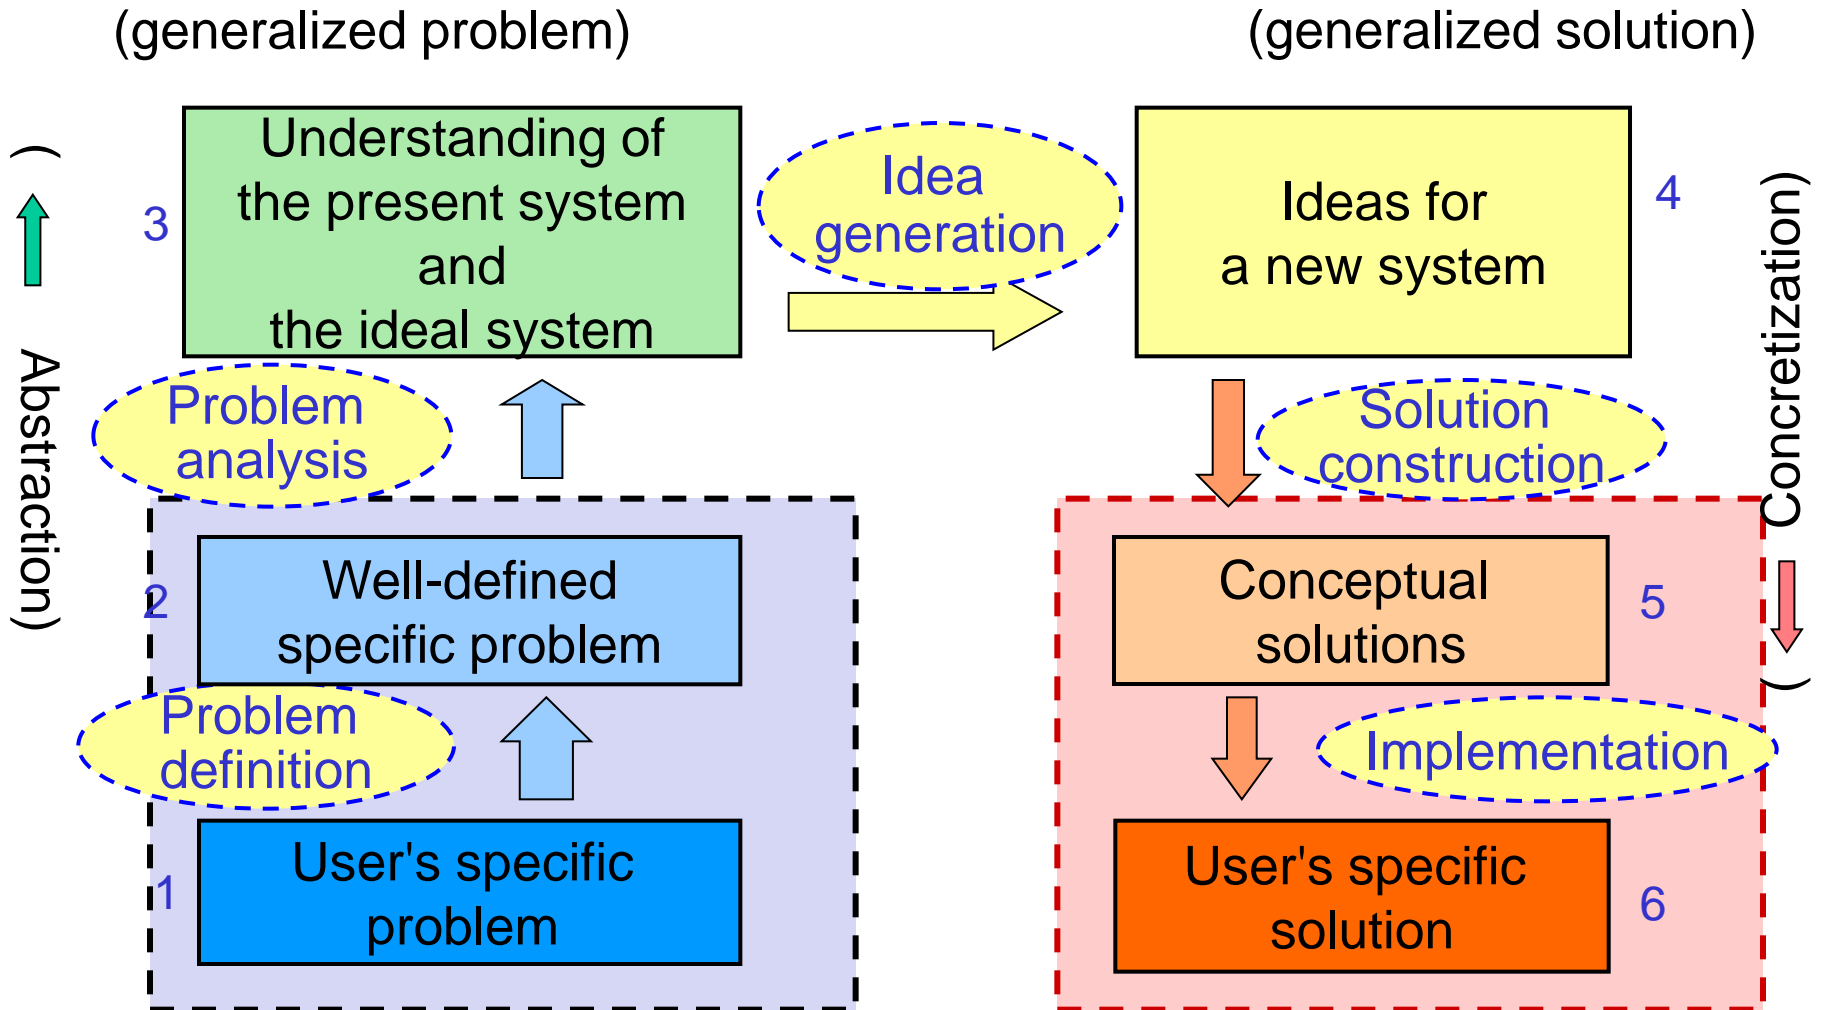 (generalized problem)
(generalized solution)
Understanding of
the present system
and
the ideal system
3
Idea
generation
Ideas for
a new system
4
( Abstraction)
Concretization)
(
Problem
analysis
Solution
construction
2
Well-defined
specific problem
Conceptual
solutions
5
Problem
definition
Implementation
1
User's specific
problem
User's specific
solution
6